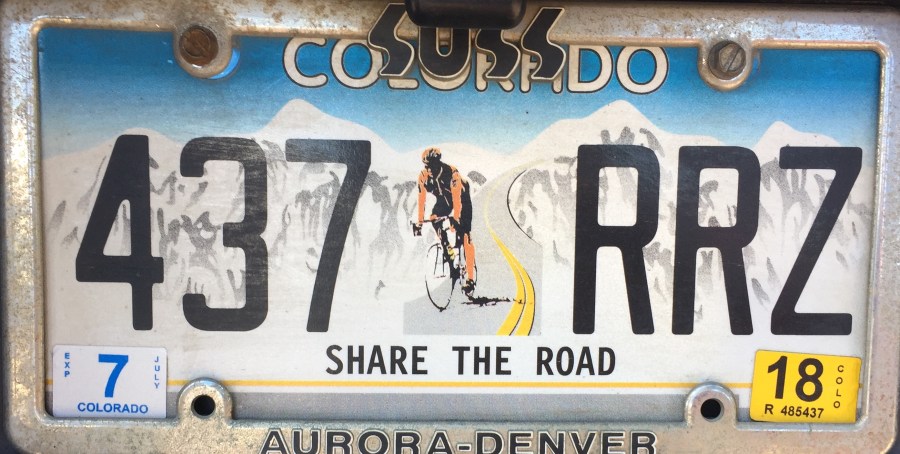 SUSS
COLORADO
437 RRZ
SHARE THE ROAD
EXP 7 JULY
COLORADO
18 COLO
R 485437
AURORA-DENVER